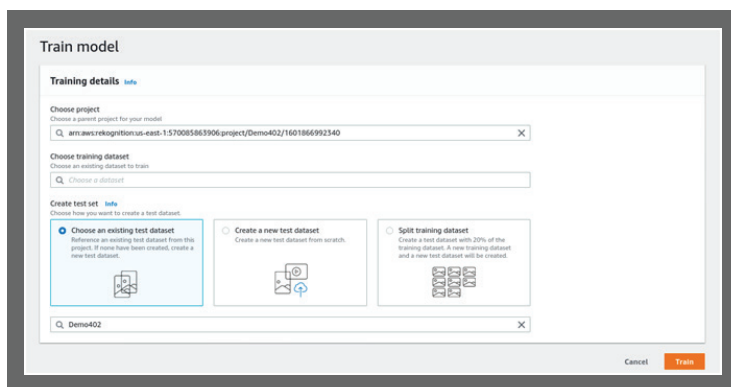 Train model
Training details Info
Choose project
Choose a parent project for your model
arn:aws:rekognition:us-east-1:570085863906:project/Demo402/1601866992340
Choose training dataset
Choose an existing dataset to train
Choose a dataset
Create test set Info
Choose how you want to create a test dataset.
Choose an existing test dataset
Reference an existing test dataset from this
project. If none have been created, create a
new test dataset.
Create a new test dataset
Create a new test dataset from scratch.
Split training dataset
Create a test dataset with 20% of the
training dataset. A new training dataset
and a new test dataset will be created.
Demo402
Cancel Train